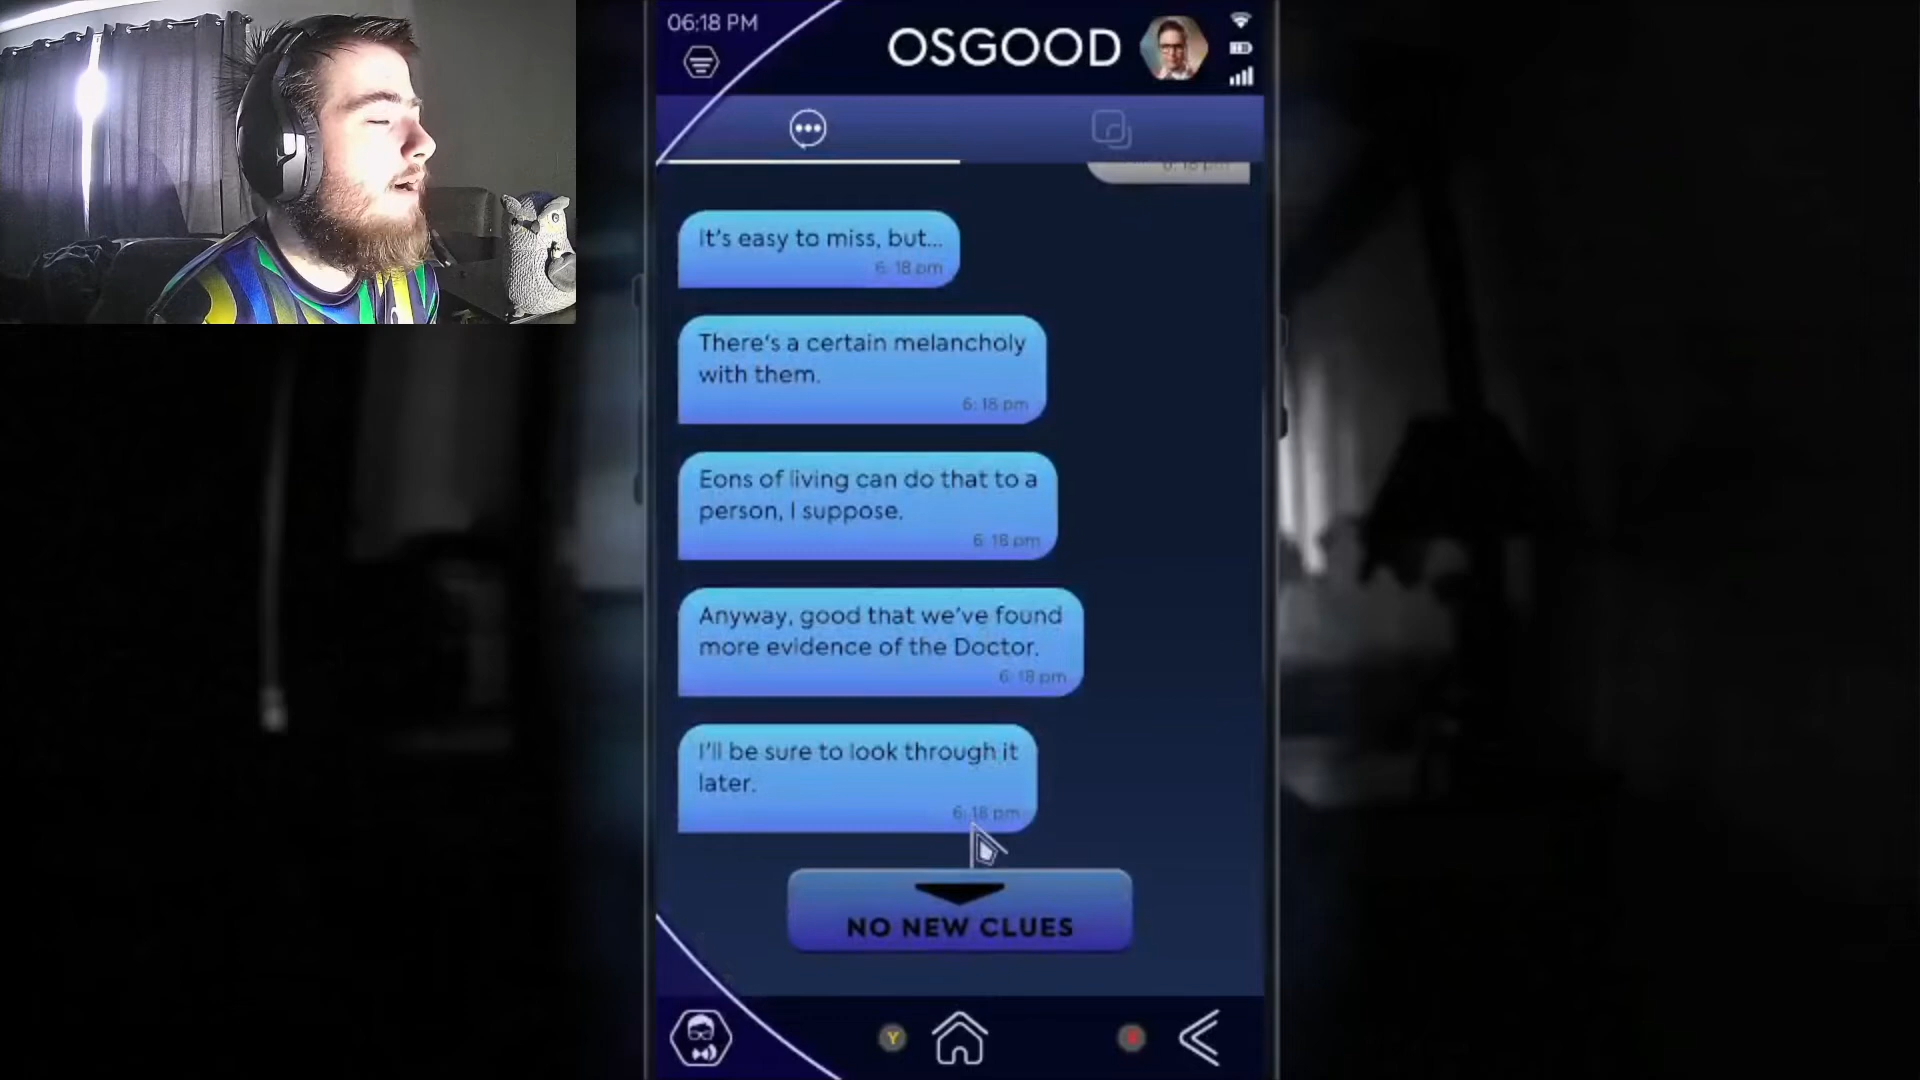 06:18 PM
OSGOOD
It's easy to miss, but...
6:18 pm
There's a certain melancholy
with them.
6:18 pm
Eons of living can do that to a
person, I suppose.
6:18 pm
Anyway, good that we've found
more evidence of the Doctor.
6:18 pm
I'll be sure to look through it
later.
6:18 pm
NO NEW CLUES
Y